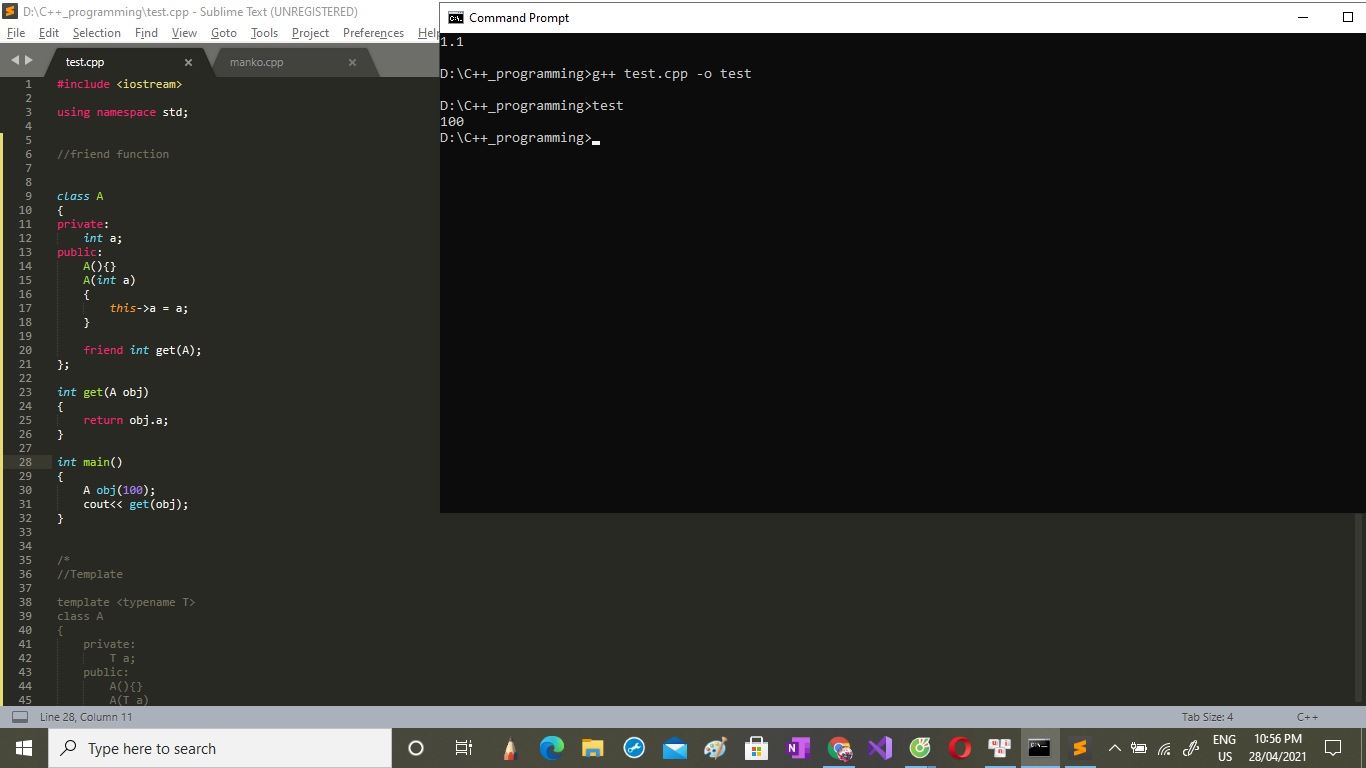 D:\C++_programming\test.cpp - Sublime Text (UNREGISTERED)
File Edit Selection Find View Goto Tools Project Preferences Help
test.cpp × manko.cpp ×
1 #include <iostream>
2
3 using namespace std;
4
5
6 //friend function
7
8
9 class A
10 {
11 private:
12 int a;
13 public:
14 A(){}
15 A(int a)
16 {
17 this->a = a;
18 }
19
20 friend int get(A);
21 };
22
23 int get(A obj)
24 {
25 return obj.a;
26 }
27
28 int main()
29 {
30 A obj(100);
31 cout<< get(obj);
32 }
33
34
35 /*
36 //Template
37
38 template <typename T>
39 class A
40 {
41 private:
42 T a;
43 public:
44 A(){}
45 A(T a)
Command Prompt
1.1
D:\C++_programming>g++ test.cpp -o test
D:\C++_programming>test
100
D:\C++_programming>
Line 28, Column 11 Tab Size: 4 C++
Type here to search
ENG
US
10:56 PM
28/04/2021